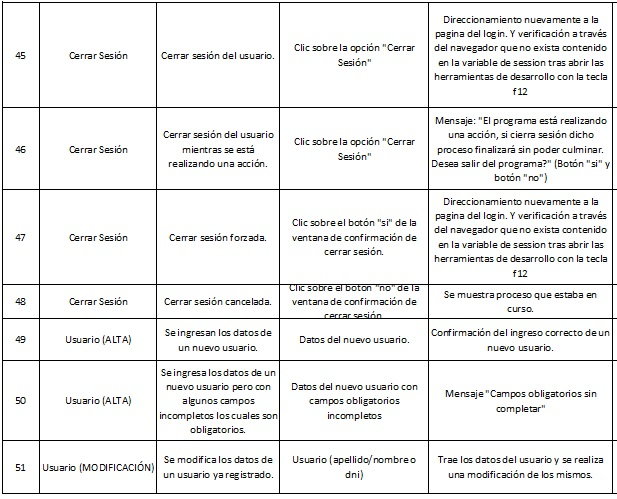 45
Cerrar Sesión
Cerrar sesión del usuario.
Clic sobre la opción "Cerrar
Sesión"
Direccionamiento nuevamente a la
pagina del login. Y verificación a través
del navegador que no exista contenido
en la variable de session tras abrir las
herramientas de desarrollo con la tecla
f12
46
Cerrar Sesión
Cerrar sesión del usuario
mientras se está
realizando una acción.
Clic sobre la opción "Cerrar
Sesión"
Mensaje: "El programa está realizando
una acción, si cierra sesión dicho
proceso finalizará sin poder culminar.
Desea salir del programa?" (Botón "si" y
botón "no")
47
Cerrar Sesión
Cerrar sesión forzada.
Clic sobre el botón "si" de la
ventana de confirmación de
cerrar sesión.
Direccionamiento nuevamente a la
pagina del login. Y verificación a través
del navegador que no exista contenido
en la variable de session tras abrir las
herramientas de desarrollo con la tecla
f12
48
Cerrar Sesión
Cerrar sesión cancelada.
Clic sobre el botón "no" de la
ventana de confirmación de
cerrar sesión
Se muestra proceso que estaba en
curso.
49
Usuario (ALTA)
Se ingresan los datos de
un nuevo usuario.
Datos del nuevo usuario.
Confirmación del ingreso correcto de un
nuevo usuario.
50
Usuario (ALTA)
Se ingresa los datos de un
nuevo usuario pero con
algunos campos
incompletos los cuales son
obligatorios.
Datos del nuevo usuario con
campos obligatorios
incompletos
Mensaje "Campos obligatorios sin
completar"
51
Usuario (MODIFICACIÓN)
Se modifica los datos de
un usuario ya registrado.
Usuario (apellido/nombre o
dni)
Trae los datos del usuario y se realiza
una modificación de los mismos.